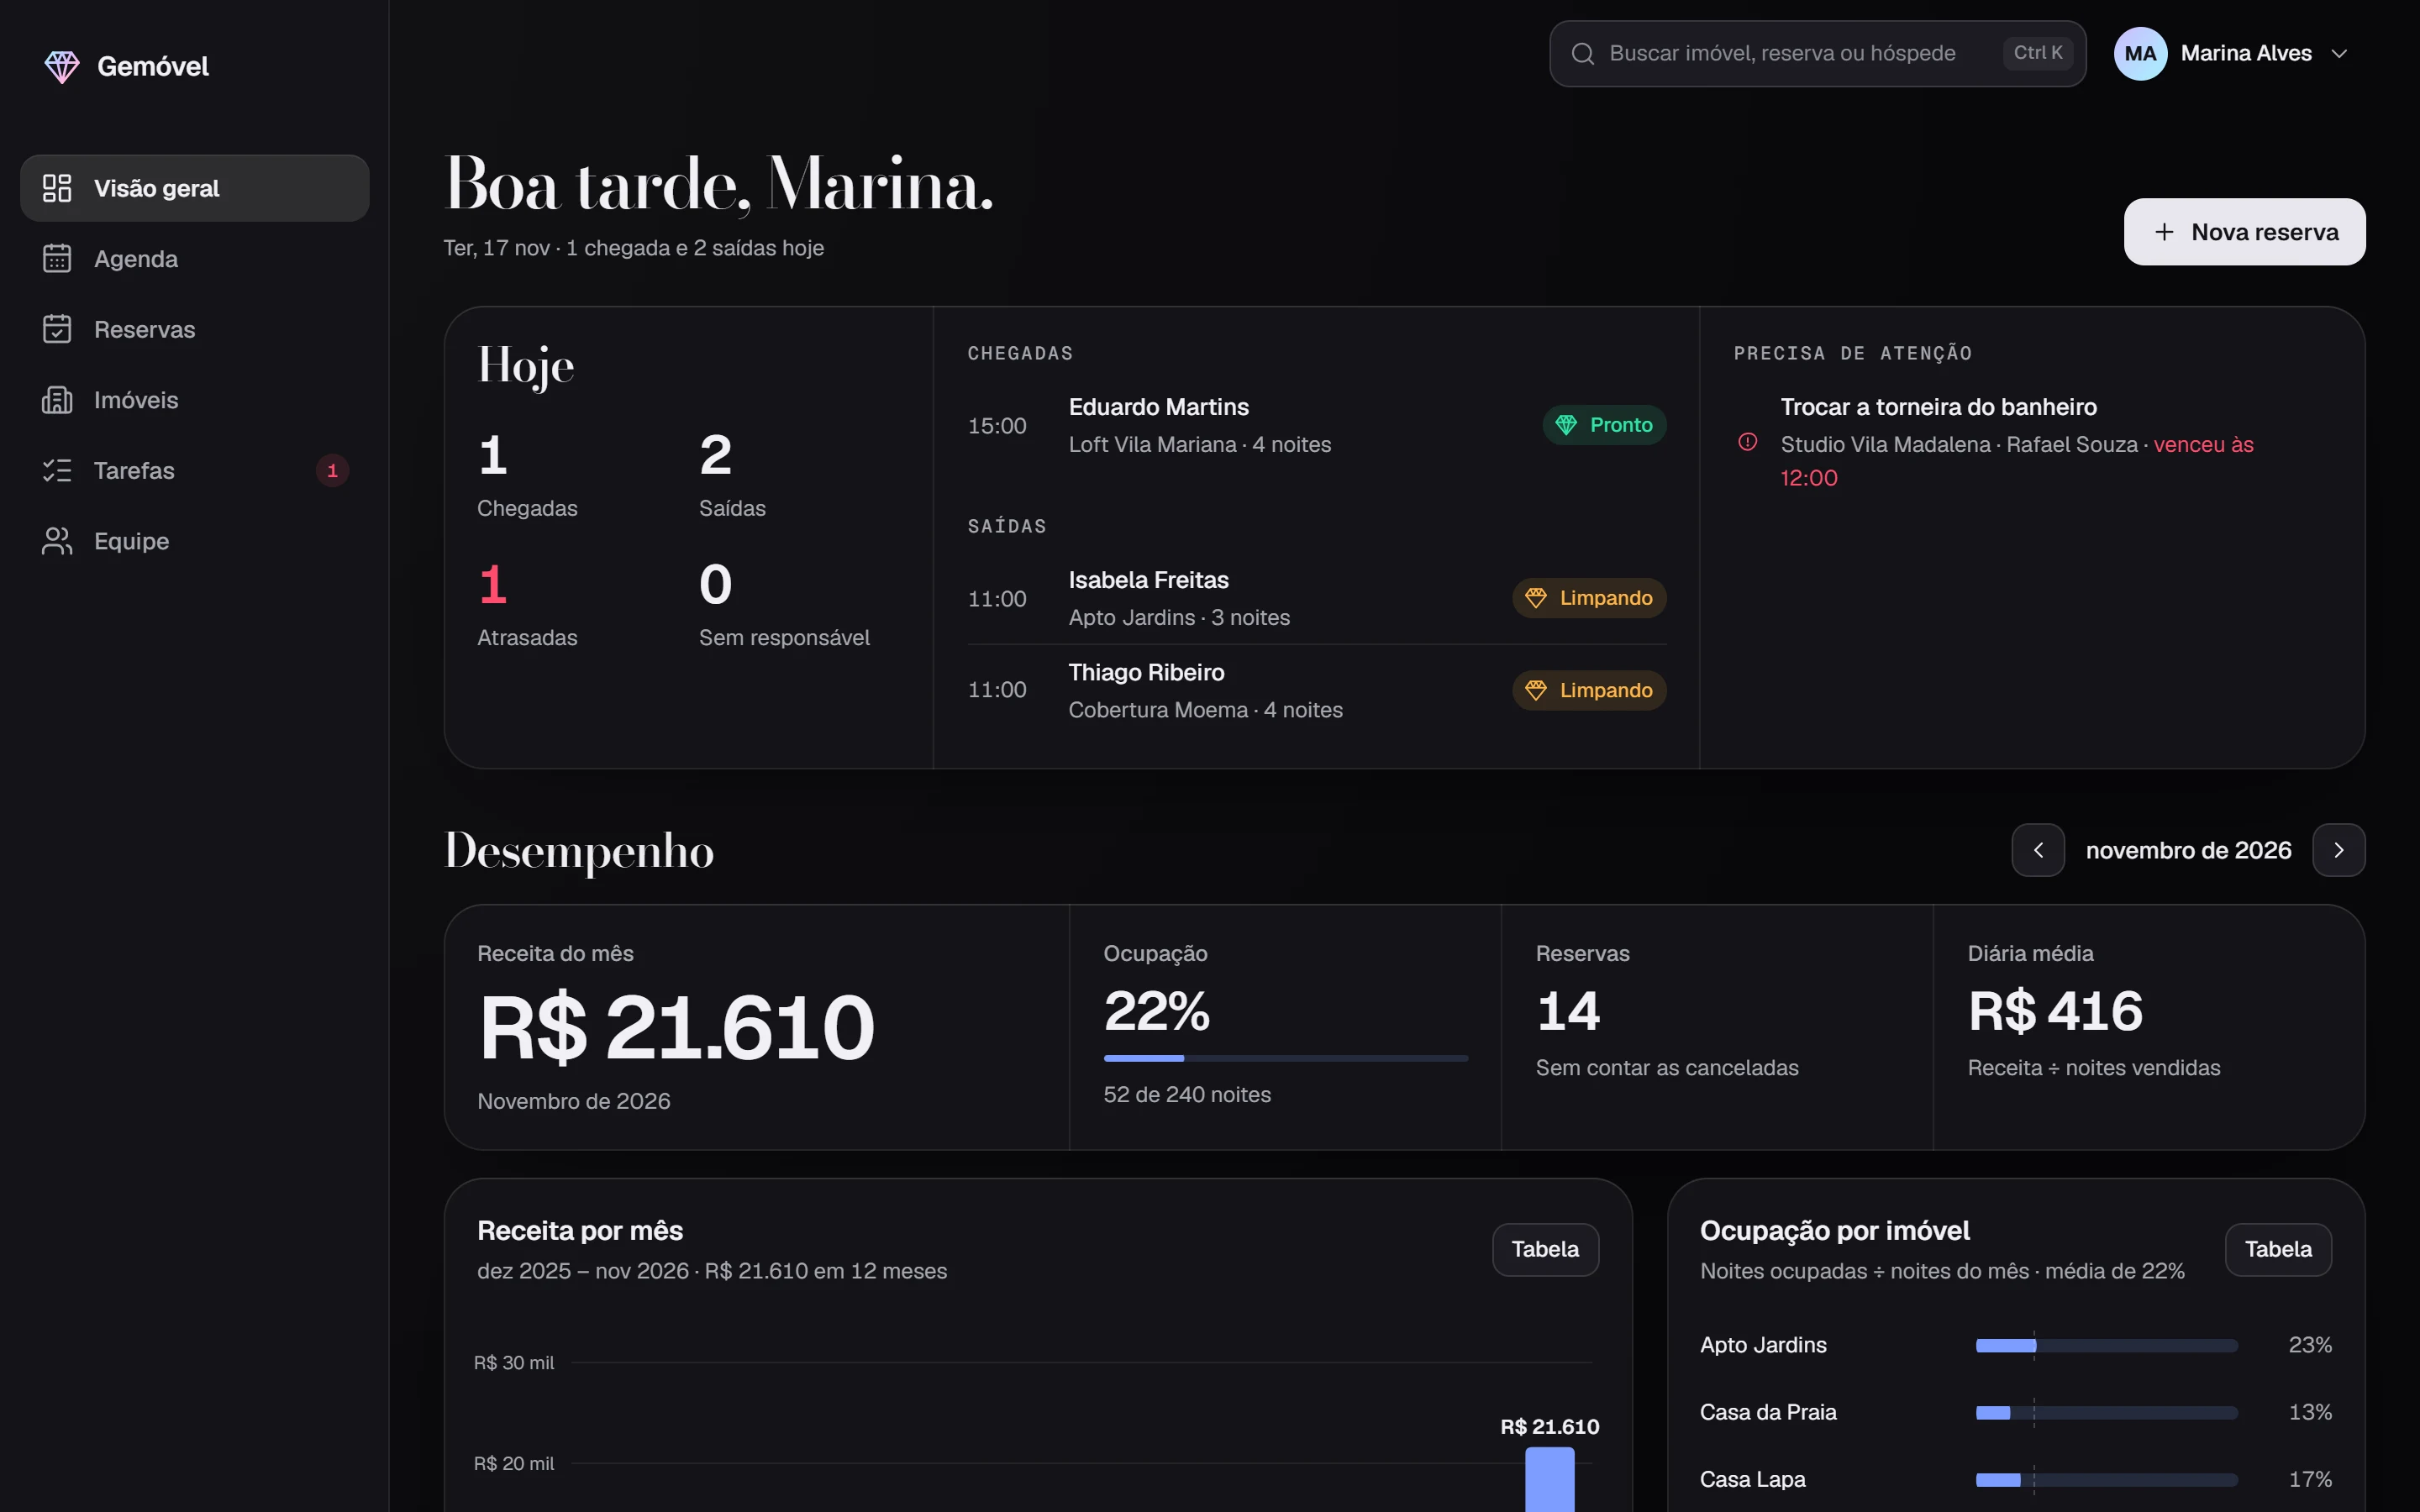 Gemóvel
Buscar imóvel, reserva ou hóspede
Ctrl K
MA
Marina Alves
Visão geral
Agenda
Reservas
Imóveis
Tarefas
1
Equipe
Boa tarde, Marina.
Ter, 17 nov · 1 chegada e 2 saídas hoje
Nova reserva
Hoje
1
Chegadas
2
Saídas
1
Atrasadas
0
Sem responsável
CHEGADAS
15:00
Eduardo Martins
Loft Vila Mariana · 4 noites
Pronto
SAÍDAS
11:00
Isabela Freitas
Apto Jardins · 3 noites
Limpando
11:00
Thiago Ribeiro
Cobertura Moema · 4 noites
Limpando
PRECISA DE ATENÇÃO
Trocar a torneira do banheiro
Studio Vila Madalena · Rafael Souza · venceu às
12:00
Desempenho
novembro de 2026
Receita do mês
R$ 21.610
Novembro de 2026
Ocupação
22%
52 de 240 noites
Reservas
14
Sem contar as canceladas
Diária média
R$ 416
Receita ÷ noites vendidas
Receita por mês
dez 2025 – nov 2026 · R$ 21.610 em 12 meses
Tabela
R$ 30 mil
R$ 21.610
R$ 20 mil
Ocupação por imóvel
Noites ocupadas ÷ noites do mês · média de 22%
Tabela
Apto Jardins
23%
Casa da Praia
13%
Casa Lapa
17%